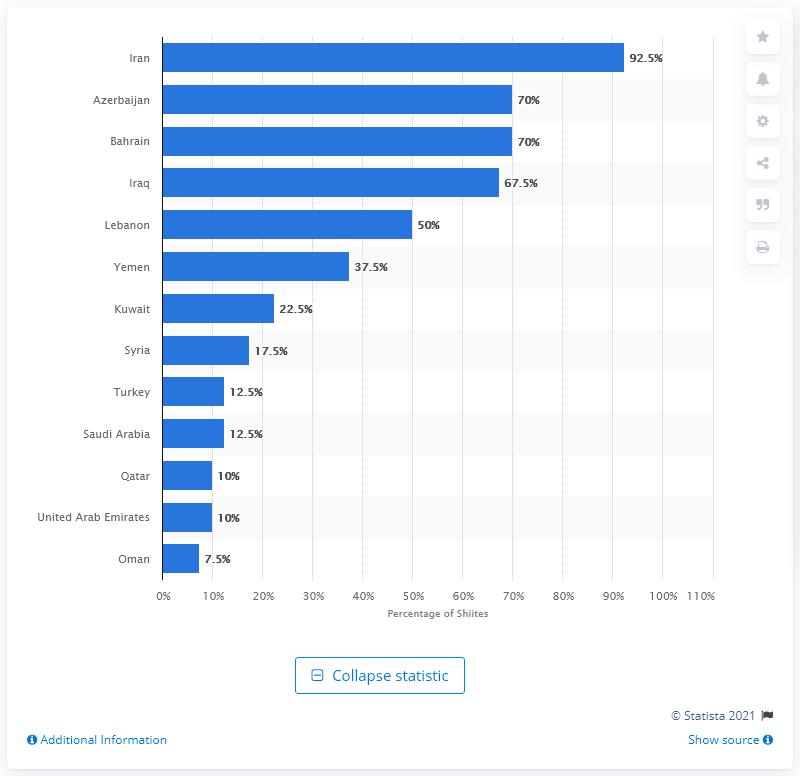 Iran 92.5%
Azerbaijan 70%
Bahrain 70%
Iraq 67.5%
Lebanon 50%
Yemen 37.5%
Kuwait 22.5%
Syria 17.5%
Turkey 12.5%
Saudi Arabia 12.5%
Qatar 10%
United Arab Emirates 10%
Oman 7.5%
0% 10% 20% 30% 40% 50% 60% 70% 80% 90% 100% 110%
Percentage of Shiites
Collapse statistic
© Statista 2021
Additional Information Show source